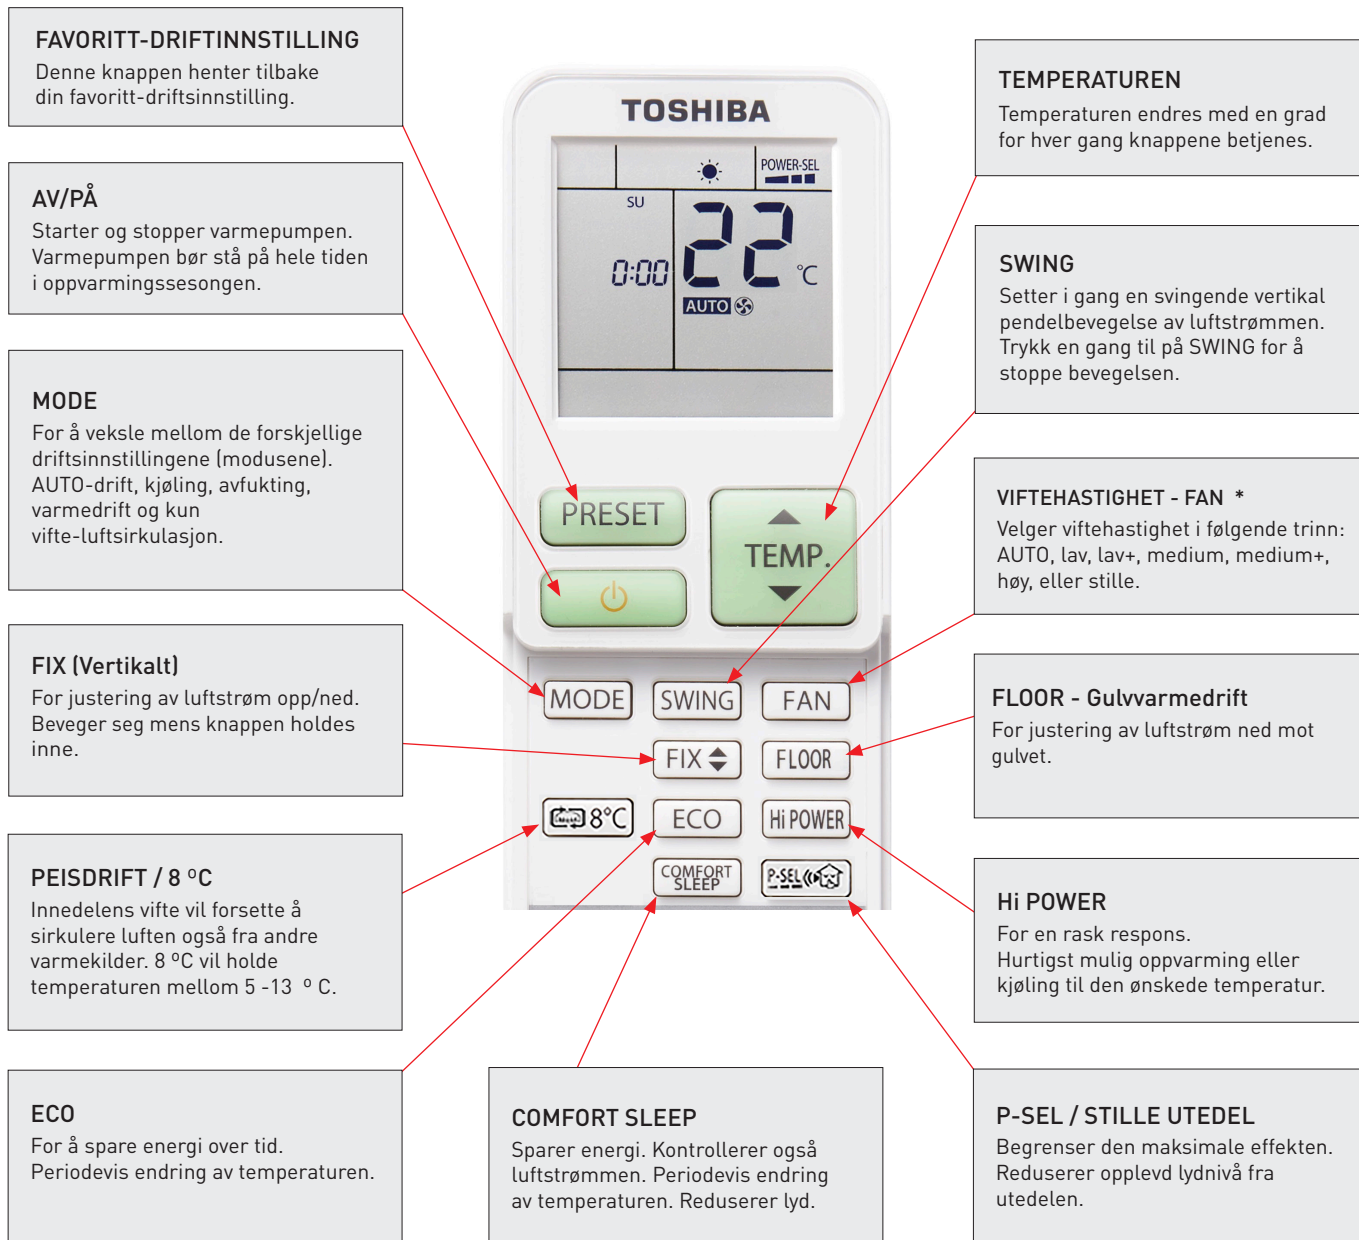 FAVORITT-DRIFTINNSTILLING
Denne knappen henter tilbake
din favoritt-driftsinnstilling.
AV/PÅ
Starter og stopper varmepumpen.
Varmepumpen bør stå på hele tiden
i oppvarmingssesongen.
MODE
For å veksle mellom de forskjellige
driftsinnstillingene (modusene).
AUTO-drift, kjøling, avfukting,
varmedrift og kun
vifte-luftsirkulasjon.
FIX (Vertikalt)
For justering av luftstrøm opp/ned.
Beveger seg mens knappen holdes
inne.
PEISDRIFT / 8 ºC
Innedelens vifte vil forsette å
sirkulere luften også fra andre
varmekilder. 8 ºC vil holde
temperaturen mellom 5 -13 º C.
ECO
For å spare energi over tid.
Periodevis endring av temperaturen.
TOSHIBA
POWER-SEL
SU
0:00
22 °C
AUTO
PRESET
TEMP.
MODE SWING FAN
FIX FLOOR
8°C ECO Hi POWER
COMFORT
SLEEP
P-SEL
COMFORT SLEEP
Sparer energi. Kontrollerer også
luftstrømmen. Periodevis endring
av temperaturen. Reduserer lyd.
TEMPERATUREN
Temperaturen endres med en grad
for hver gang knappene betjenes.
SWING
Setter i gang en svingende vertikal
pendelbevegelse av luftstrømmen.
Trykk en gang til på SWING for å
stoppe bevegelsen.
VIFTEHASTIGHET - FAN *
Velger viftehastighet i følgende trinn:
AUTO, lav, lav+, medium, medium+,
høy, eller stille.
FLOOR - Gulvvarmedrift
For justering av luftstrøm ned mot
gulvet.
Hi POWER
For en rask respons.
Hurtigst mulig oppvarming eller
kjøling til den ønskede temperatur.
P-SEL / STILLE UTEDEL
Begrenser den maksimale effekten.
Reduserer opplevd lydnivå fra
utedelen.